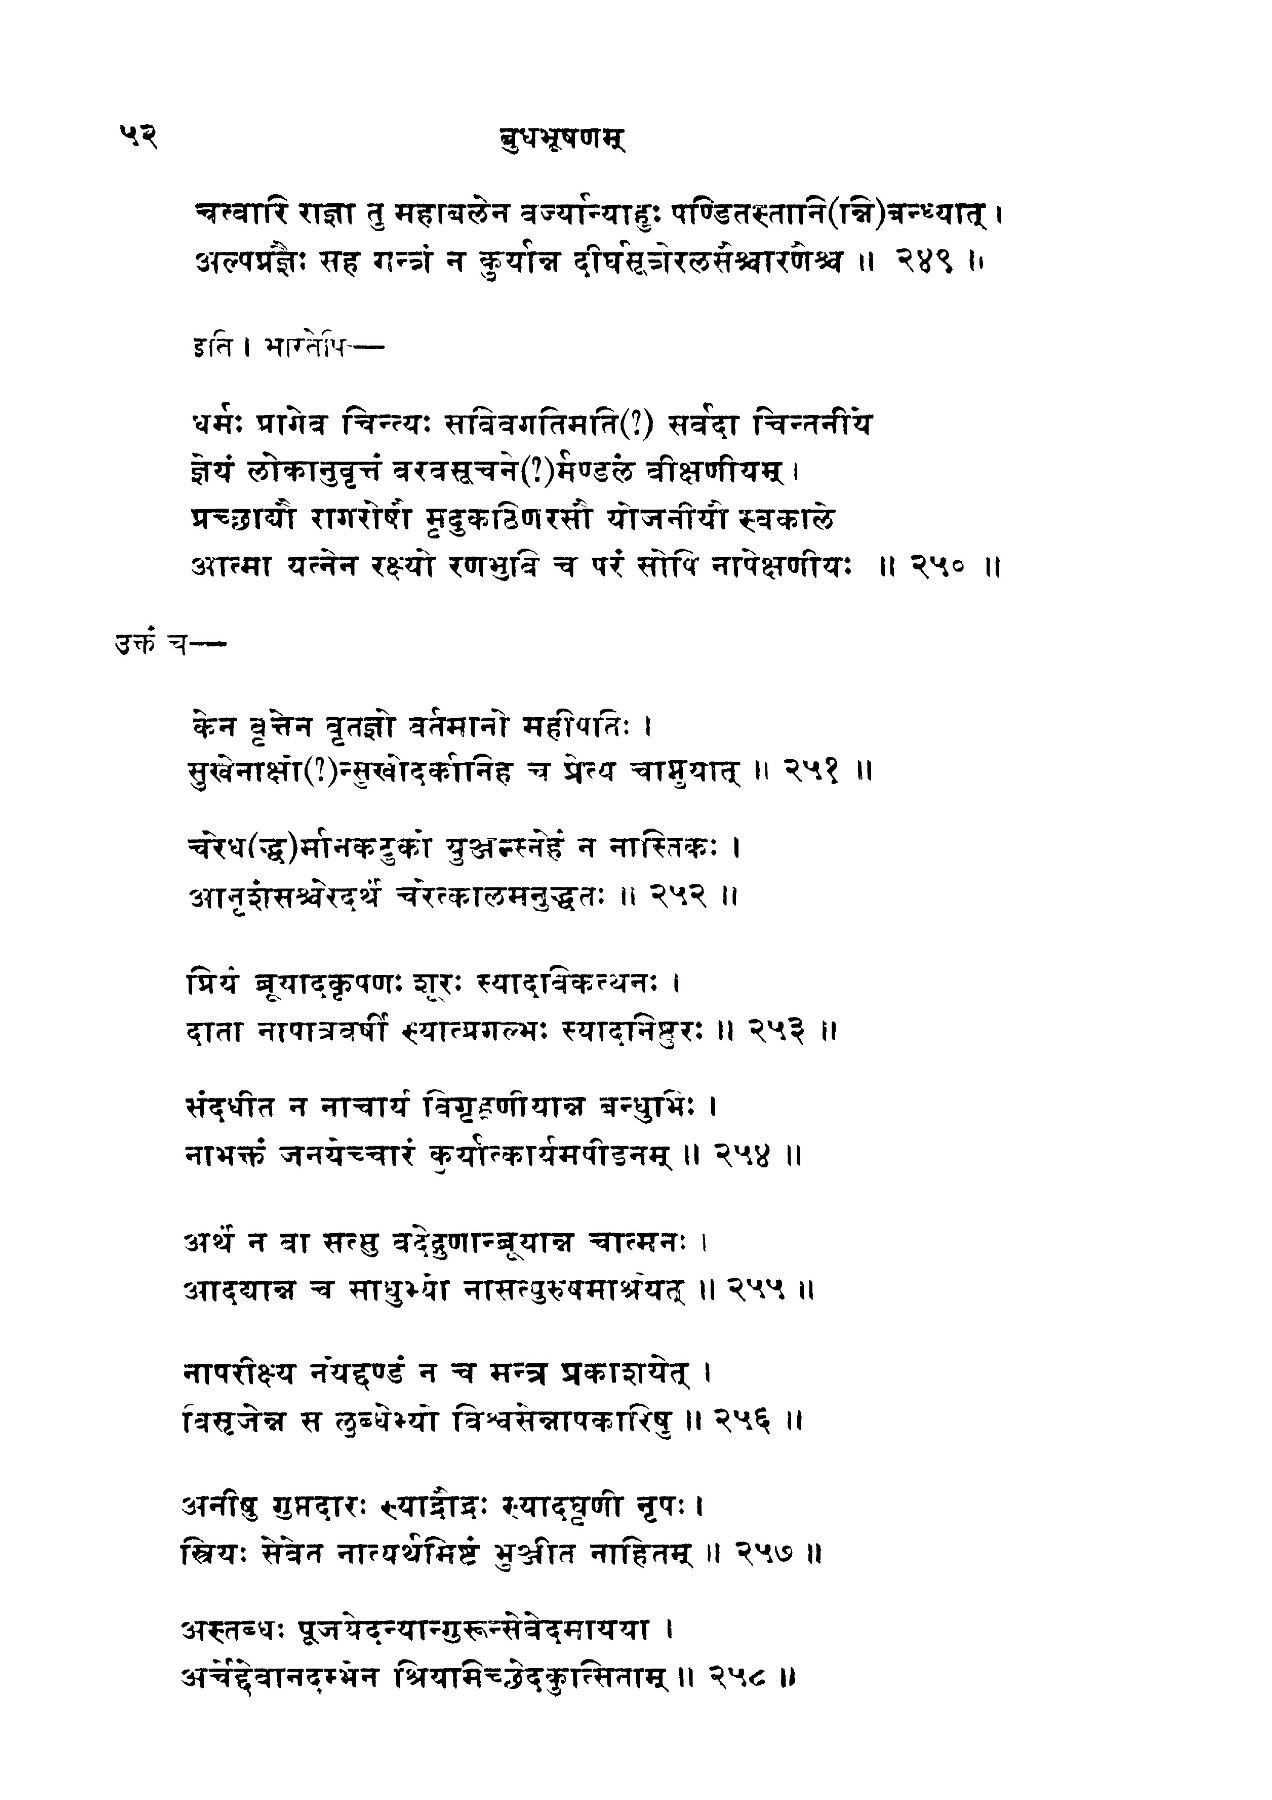 ५२ बुधभूषणम्
चत्वारि राज्ञा तु महाबलेन वर्ज्यान्याहुः पण्डितस्तानि(न्नि)बन्ध्यात् ।
अल्पप्रज्ञैः सह मन्त्रं न कुर्यान्न दीर्घसूत्रेरलसैश्चारणैश्च ॥ २४९ ॥
इति । भारतेपि—
धर्मः प्रागेव चिन्त्यः सविवगतिमति(?) सर्वदा चिन्तनीयं
ज्ञेयं लोकानुवृत्तं वरवसूचने(?)र्मण्डलं वीक्षणीयम् ।
प्रच्छाद्यौ रागरोषौ मृदुकठिणरसौ योजनीयौ स्वकाले
आत्मा यत्नेन रक्ष्यो रणभुवि च परं सोपि नापेक्षणीयः ॥ २५० ॥
उक्तं च—
केन वृत्तेन वृतज्ञो वर्तमानो महीपतिः ।
सुखेनार्क्षा(?)न्सुखोदर्कानिह च प्रेत्य चाप्नुयात् ॥ २५१ ॥
चरेध(द्ध)र्मानकटुको युञ्जन्स्नेहं न नास्तिकः ।
आनृशंसश्चरेदर्थं चरेत्कालमनुद्धतः ॥ २५२ ॥
प्रियं ब्रूयादकृपणः शूरः स्यादविकत्थनः ।
दाता नापात्रवर्षी स्यात्प्रगल्भः स्यादनिष्ठुरः ॥ २५३ ॥
संदधीत न नाचार्यं विगृह्णीयान्न बन्धुभिः ।
नाभक्तं जनयेच्चारं कुर्यात्कार्यमपीडनम् ॥ २५४ ॥
अर्थं न वा सत्सु वदेद्गुणान्ब्रूयान्न चात्मनः ।
आदद्यान्न च साधुभ्यो नासत्पुरुषमाश्रयेत् ॥ २५५ ॥
नापरीक्ष्य नयेद्दण्डं न च मन्त्र प्रकाशयेत् ।
विसृजेन्न स लुब्धेभ्यो विश्वसेन्नापकारिषु ॥ २५६ ॥
अनीषु गुप्तदारः स्याद्रौद्रः स्यादघृणी नृपः ।
स्त्रियः सेवेत नात्यर्थमिष्टं भुञ्जीत नाहितम् ॥ २५७ ॥
अस्तब्धः पूजयेदन्यान्गुरून्सेवेदमायया ।
अर्चेद्देवानदम्भेन श्रियामिच्छेदकुत्सिताम् ॥ २५८ ॥